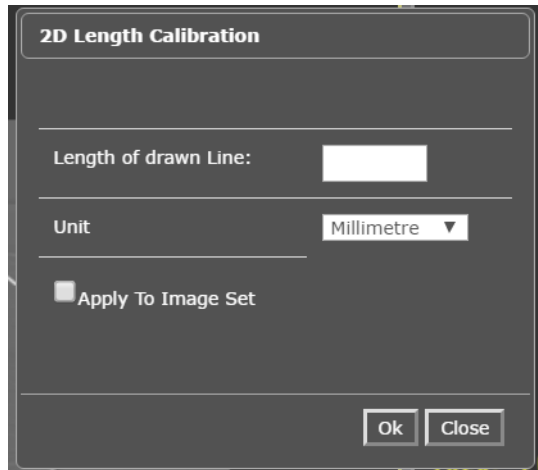 2D Length Calibration
Length of drawn Line:
Unit Millimetre ▼
Apply To Image Set
Ok Close